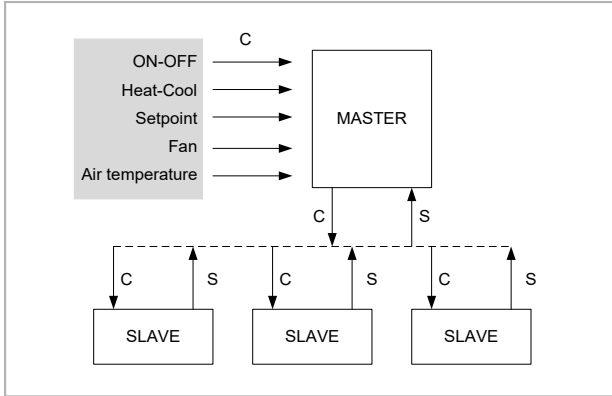 C
ON-OFF
Heat-Cool
Setpoint
Fan
Air temperature
MASTER
C S
C S C S C S
SLAVE SLAVE SLAVE